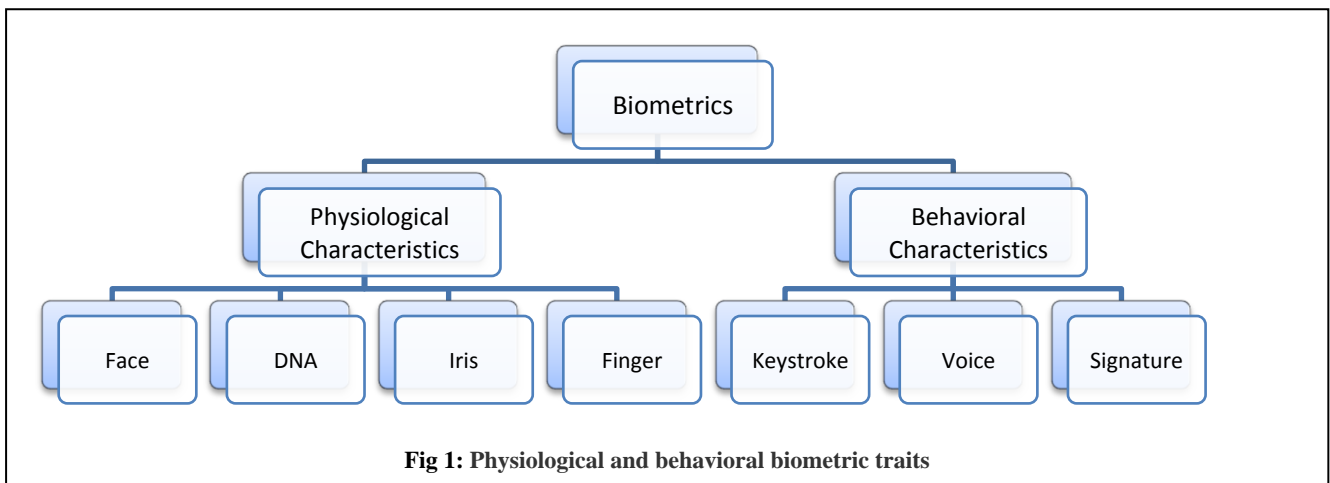 Biometrics
Physiological
Characteristics
Behavioral
Characteristics
Face
DNA
Iris
Finger
Keystroke
Voice
Signature
Fig 1: Physiological and behavioral biometric traits